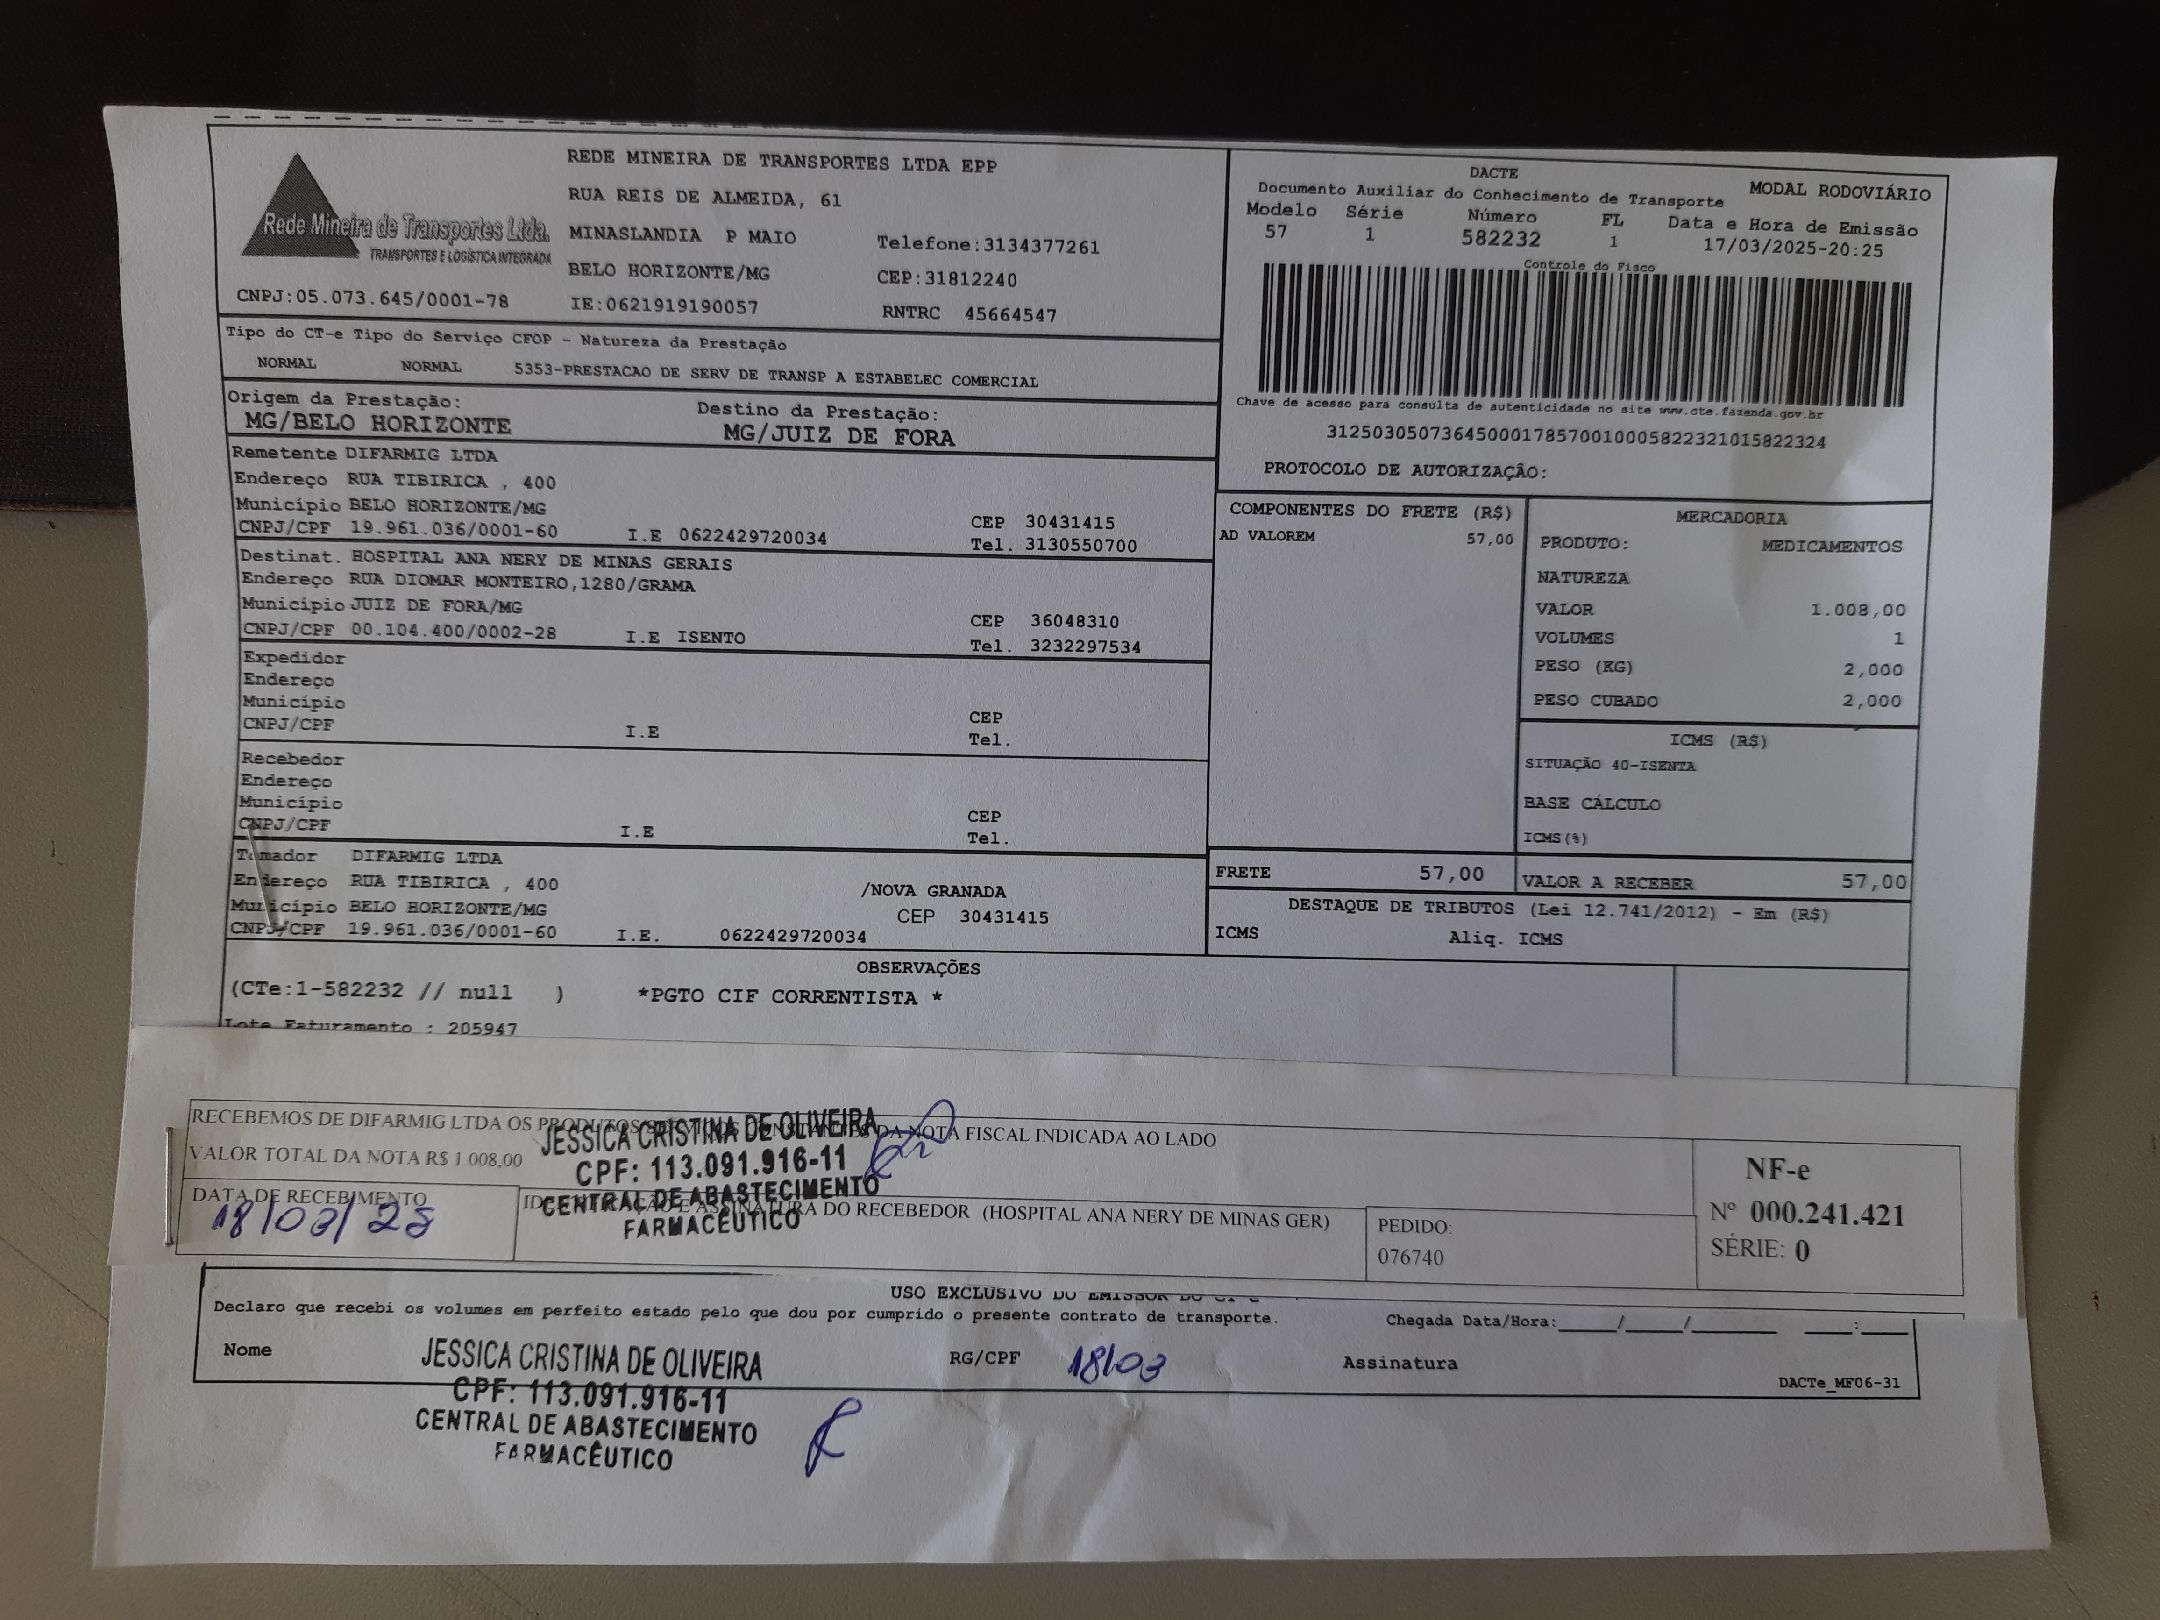 REDE MINEIRA DE TRANSPORTES LTDA EPP
RUA REIS DE ALMEIDA, 61
MINASLANDIA P MAIO Telefone:3134377261
BELO HORIZONTE/MG CEP:31812240
IE:0621919190057 RNTRC 45664547
Rede Mineira de Transportes Ltda.
TRANSPORTES E LOGÍSTICA INTEGRADA
CNPJ:05.073.645/0001-78
DACTE
Documento Auxiliar do Conhecimento de Transporte MODAL RODOVIÁRIO
Modelo Série Número FL Data e Hora de Emissão
57 1 582232 1 17/03/2025-20:25
Controle do Fisco
Chave de acesso para consulta de autenticidade no site www.cte.fazenda.gov.br
31250305073645000178570010005822321015822324
PROTOCOLO DE AUTORIZAÇÂO:
Tipo do CT-e Tipo do Serviço CFOP - Natureza da Prestação
NORMAL NORMAL 5353-PRESTACAO DE SERV DE TRANSP A ESTABELEC COMERCIAL
Origem da Prestação: Destino da Prestação:
MG/BELO HORIZONTE MG/JUIZ DE FORA
Remetente DIFARMIG LTDA
Endereço RUA TIBIRICA , 400
Município BELO HORIZONTE/MG CEP 30431415
CNPJ/CPF 19.961.036/0001-60 I.E 0622429720034 Tel. 3130550700
Destinat. HOSPITAL ANA NERY DE MINAS GERAIS
Endereço RUA DIOMAR MONTEIRO,1280/GRAMA
Município JUIZ DE FORA/MG CEP 36048310
CNPJ/CPF 00.104.400/0002-28 I.E ISENTO Tel. 3232297534
Expedidor
Endereço
Município CEP
CNPJ/CPF I.E Tel.
Recebedor
Endereço
Município CEP
CNPJ/CPF I.E Tel.
Tomador DIFARMIG LTDA
Endereço RUA TIBIRICA , 400 /NOVA GRANADA
Município BELO HORIZONTE/MG CEP 30431415
CNPJ/CPF 19.961.036/0001-60 I.E. 0622429720034
COMPONENTES DO FRETE (R$)
AD VALOREM 57,00
MERCADORIA
PRODUTO: MEDICAMENTOS
NATUREZA
VALOR 1.008,00
VOLUMES 1
PESO (KG) 2,000
PESO CUBADO 2,000
ICMS (R$)
SITUAÇÃO 40-ISENTA
BASE CÁLCULO
ICMS(%)
FRETE 57,00 VALOR A RECEBER 57,00
DESTAQUE DE TRIBUTOS (Lei 12.741/2012) - Em (R$)
ICMS Aliq. ICMS
OBSERVAÇÕES
(CTe:1-582232 // null ) *PGTO CIF CORRENTISTA *
Lote Faturamento : 205947
RECEBEMOS DE DIFARMIG LTDA OS PRODUTOS SERVIÇOS CONSTANTES DA NOTA FISCAL INDICADA AO LADO
VALOR TOTAL DA NOTA R$ 1 008,00
JESSICA CRISTINA DE OLIVEIRA
CPF: 113.091.916-11
CENTRAL DE ABASTECIMENTO
FARMACÊUTICO
DATA DE RECEBIMENTO
18/03/25
IDENTIFICAÇÃO E ASSINATURA DO RECEBEDOR (HOSPITAL ANA NERY DE MINAS GER)
PEDIDO:
076740
NF-e
Nº 000.241.421
SÉRIE: 0
USO EXCLUSIVO DO EMISSOR DO CT-E
Declaro que recebi os volumes em perfeito estado pelo que dou por cumprido o presente contrato de transporte. Chegada Data/Hora:____/____/______ ___:___
Nome RG/CPF 18/03 Assinatura
JESSICA CRISTINA DE OLIVEIRA
CPF: 113.091.916-11
CENTRAL DE ABASTECIMENTO
FARMACÊUTICO
DACTe_MF06-31